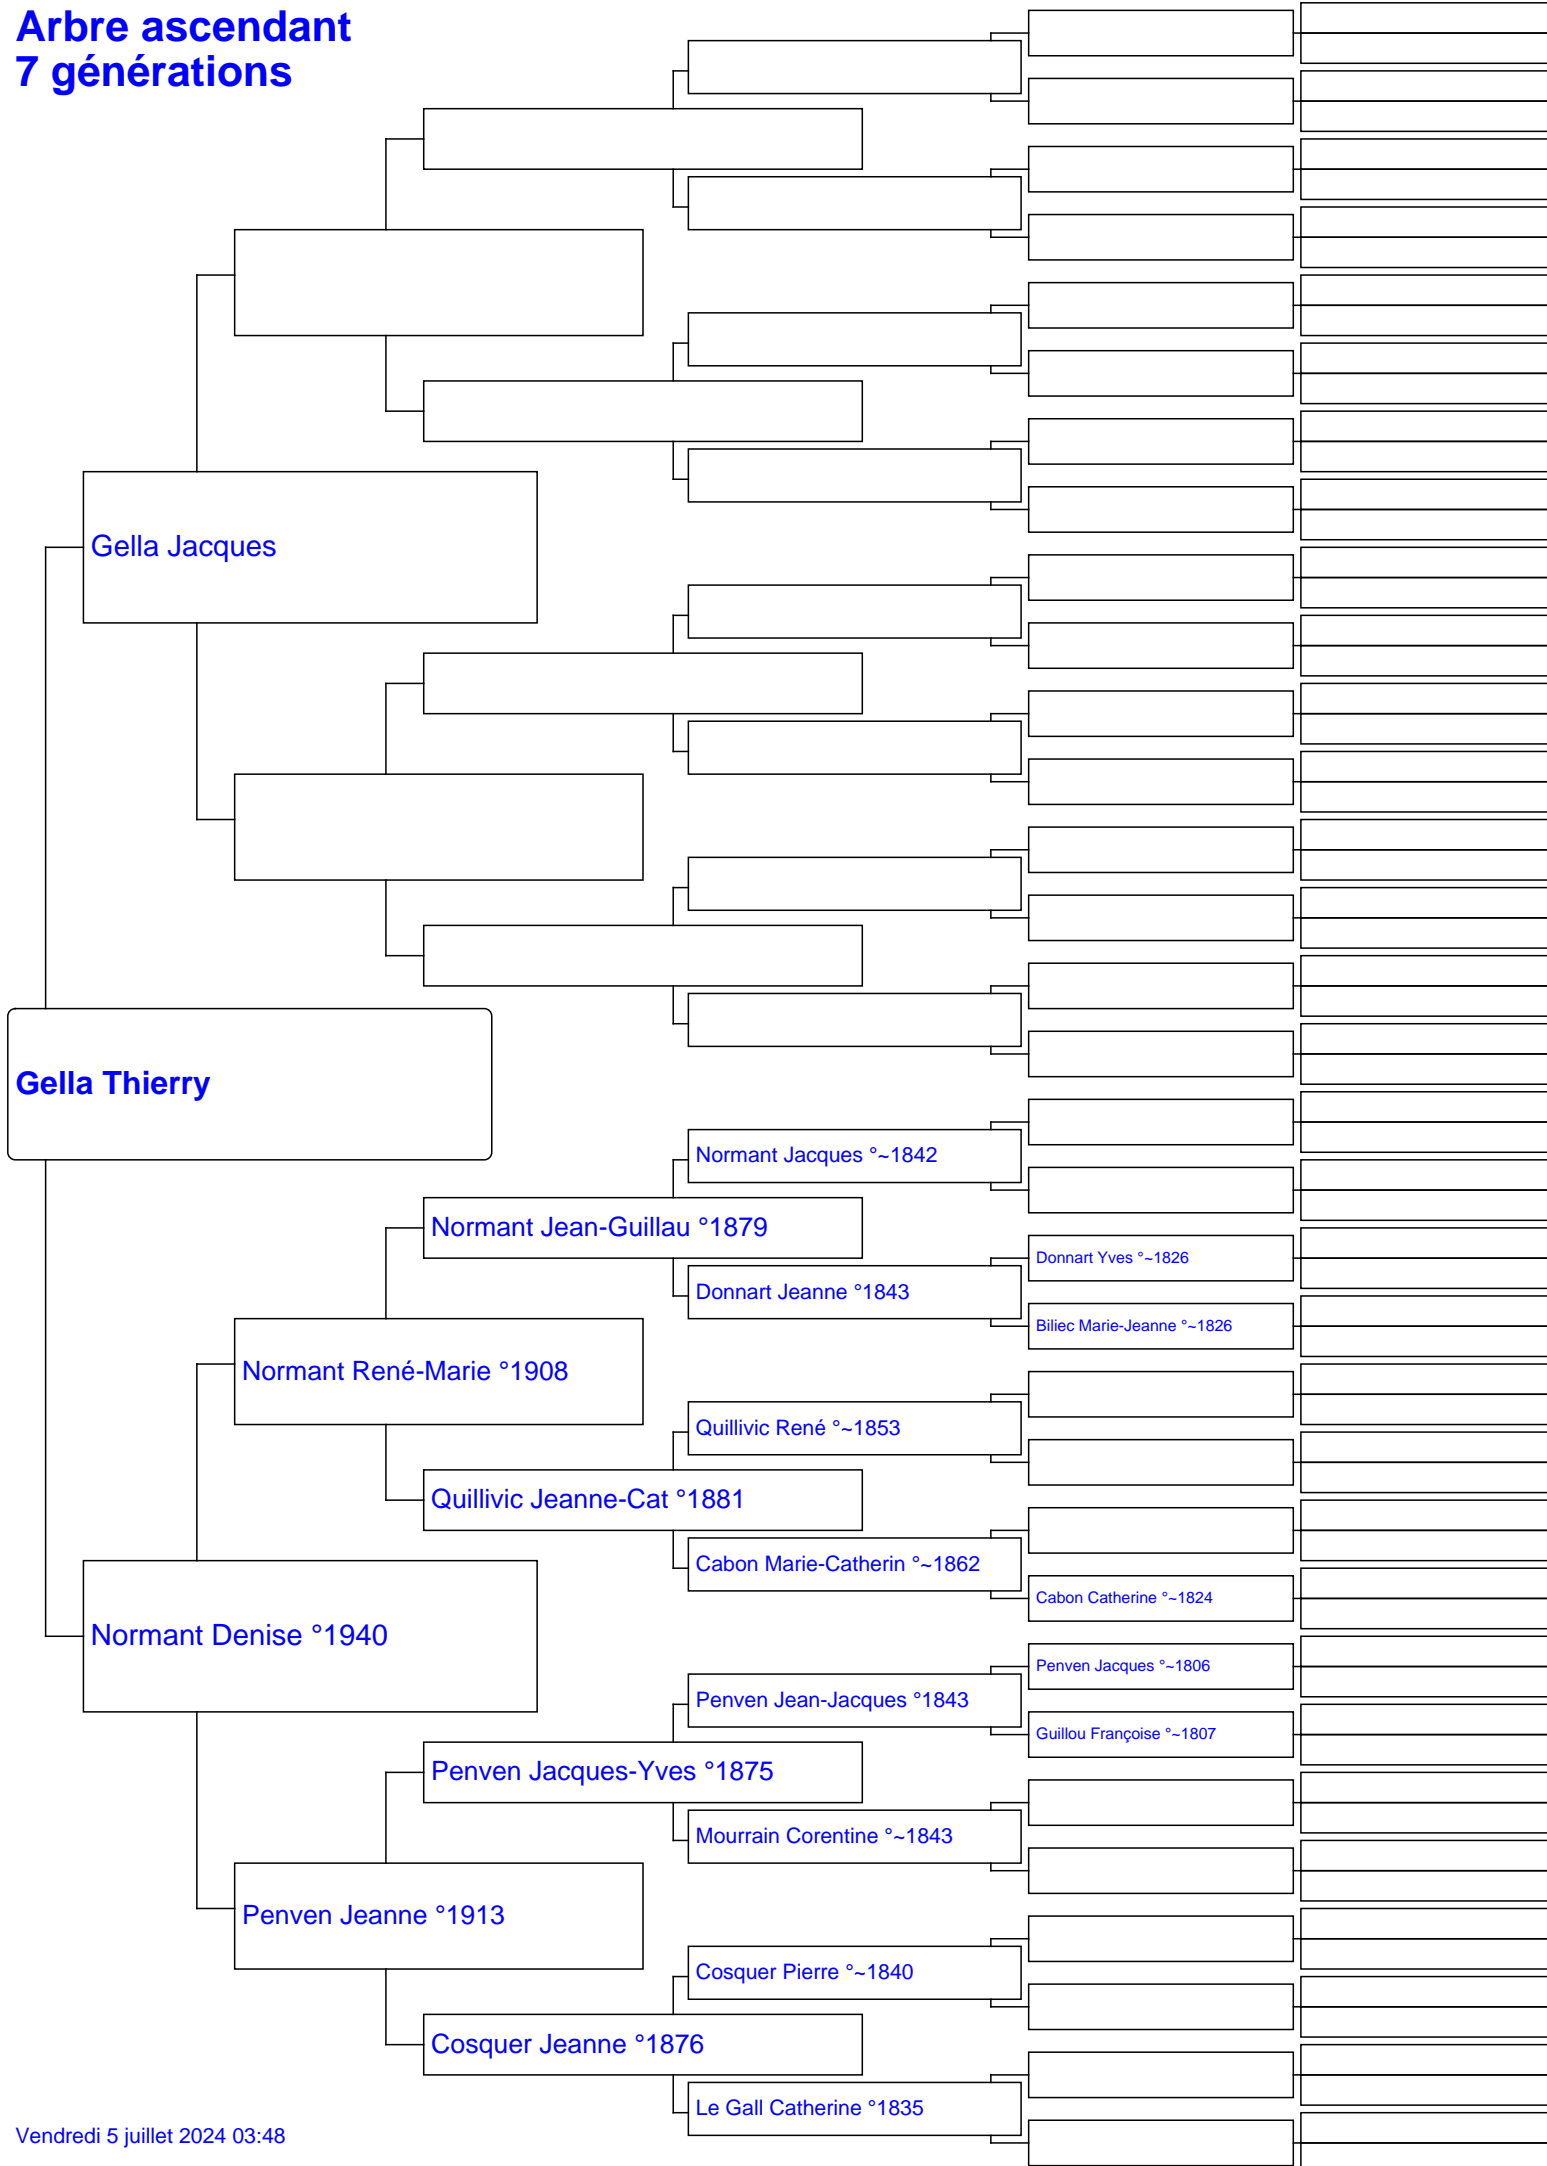 Arbre ascendant
7 générations
Gella Jacques
Gella Thierry
Normant Jacques °~1842
Normant Jean-Guillau °1879
Donnart Yves °~1826
Donnart Jeanne °1843
Biliec Marie-Jeanne °~1826
Normant René-Marie °1908
Quillivic René °~1853
Quillivic Jeanne-Cat °1881
Cabon Marie-Catherin °~1862
Cabon Catherine °~1824
Normant Denise °1940
Penven Jacques °~1806
Penven Jean-Jacques °1843
Guillou Françoise °~1807
Penven Jacques-Yves °1875
Mourrain Corentine °~1843
Penven Jeanne °1913
Cosquer Pierre °~1840
Cosquer Jeanne °1876
Le Gall Catherine °1835
Vendredi 5 juillet 2024 03:48